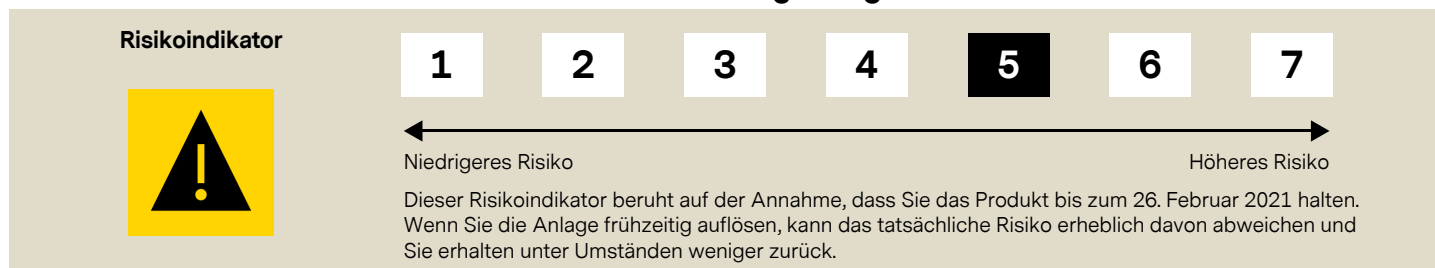 Risikoindikator
1 2 3 4 5 6 7
Niedrigeres Risiko Höheres Risiko
Dieser Risikoindikator beruht auf der Annahme, dass Sie das Produkt bis zum 26. Februar 2021 halten.
Wenn Sie die Anlage frühzeitig auflösen, kann das tatsächliche Risiko erheblich davon abweichen und
Sie erhalten unter Umständen weniger zurück.